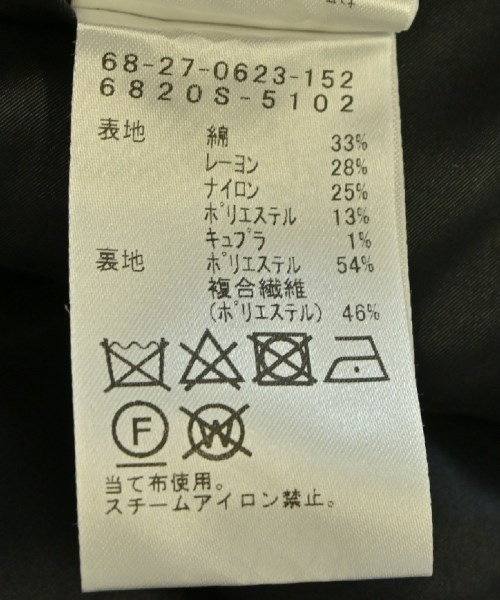 68-27-0623-152
6820S-5102
表地 綿 33%
レーヨン 28%
ナイロン 25%
ポリエステル 13%
キュプラ 1%
裏地 ポリエステル 54%
複合繊維
(ポリエステル) 46%
F W
当て布使用。
スチームアイロン禁止。